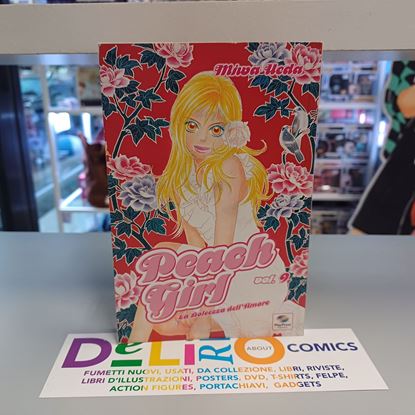 Miwa Ueda
Peach
Girl
vol. 9
La Dolcezza dell'Amore
DeLiRO ABOUT COMICS
FUMETTI NUOVI, USATI, DA COLLEZIONE, LIBRI, RIVISTE,
LIBRI D'ILLUSTRAZIONI, POSTERS, DVD, T-SHIRTS, FELPE,
ACTION FIGURES, PORTACHIAVI, GADGETS